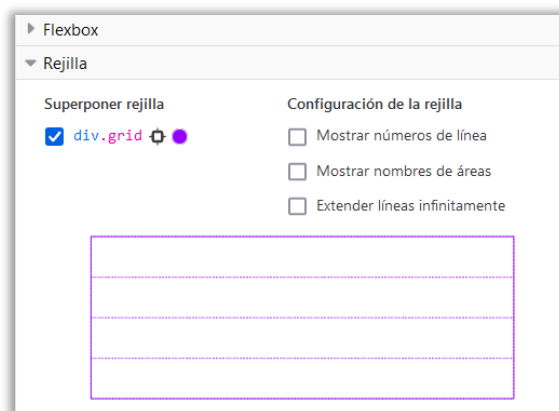 Flexbox
Rejilla
Superponer rejilla
div.grid
Configuración de la rejilla
Mostrar números de línea
Mostrar nombres de áreas
Extender líneas infinitamente